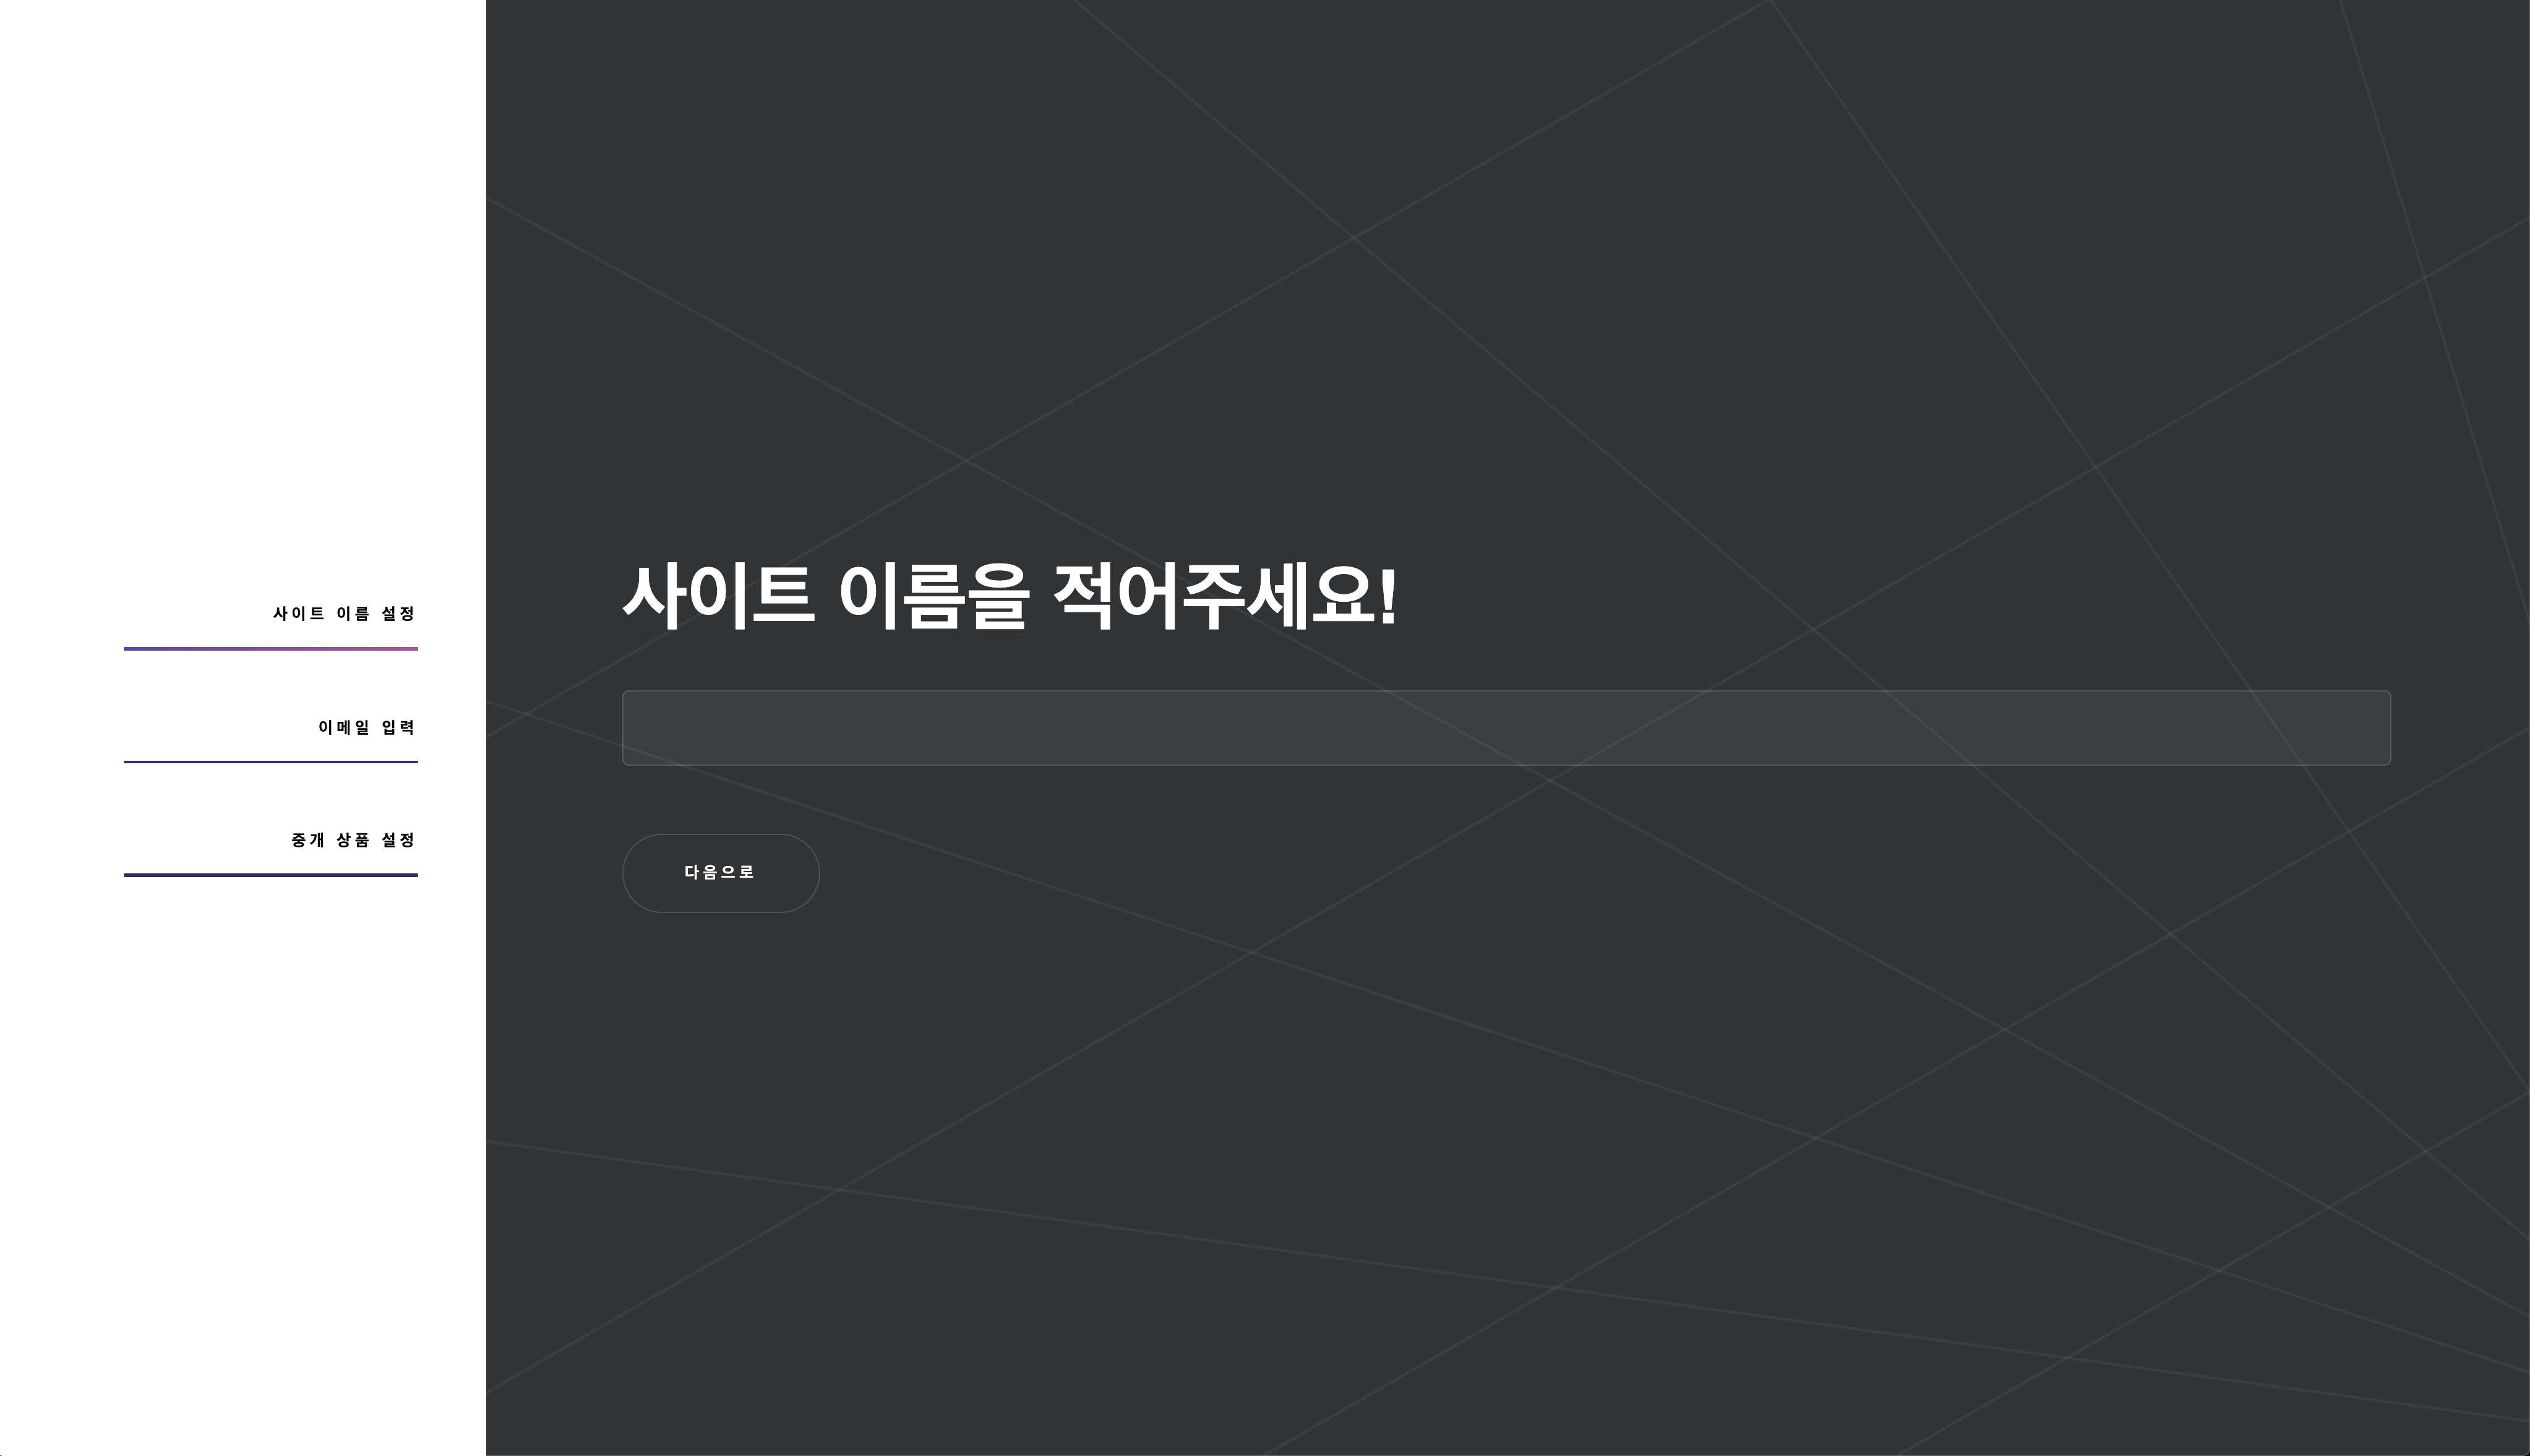 사이트 이름 설정
이메일 입력
중개 상품 설정
사이트 이름을 적어주세요!
다음으로